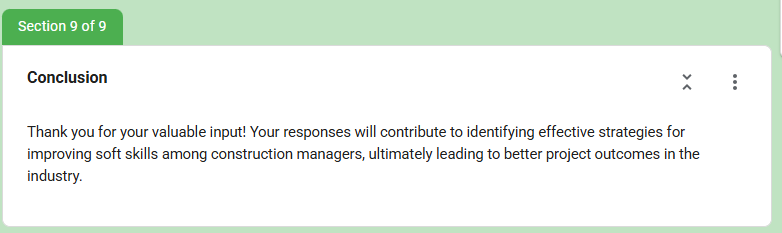 Section 9 of 9
Conclusion
Thank you for your valuable input! Your responses will contribute to identifying effective strategies for
improving soft skills among construction managers, ultimately leading to better project outcomes in the
industry.